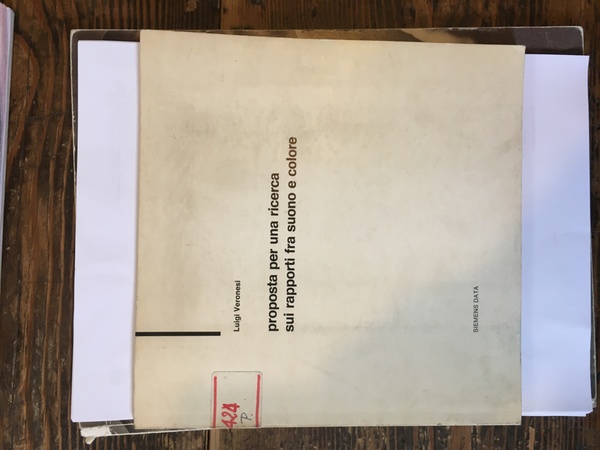 Luigi Veronesi
proposta per una ricerca
sui rapporti fra suono e colore
SIEMENS DATA
424
P.